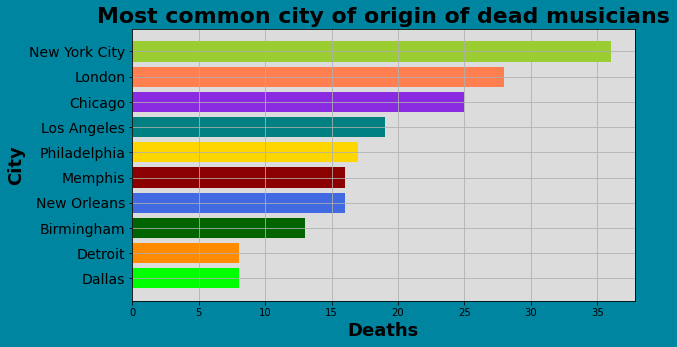 Most common city of origin of dead musicians
City
New York City
London
Chicago
Los Angeles
Philadelphia
Memphis
New Orleans
Birmingham
Detroit
Dallas
0 5 10 15 20 25 30 35
Deaths